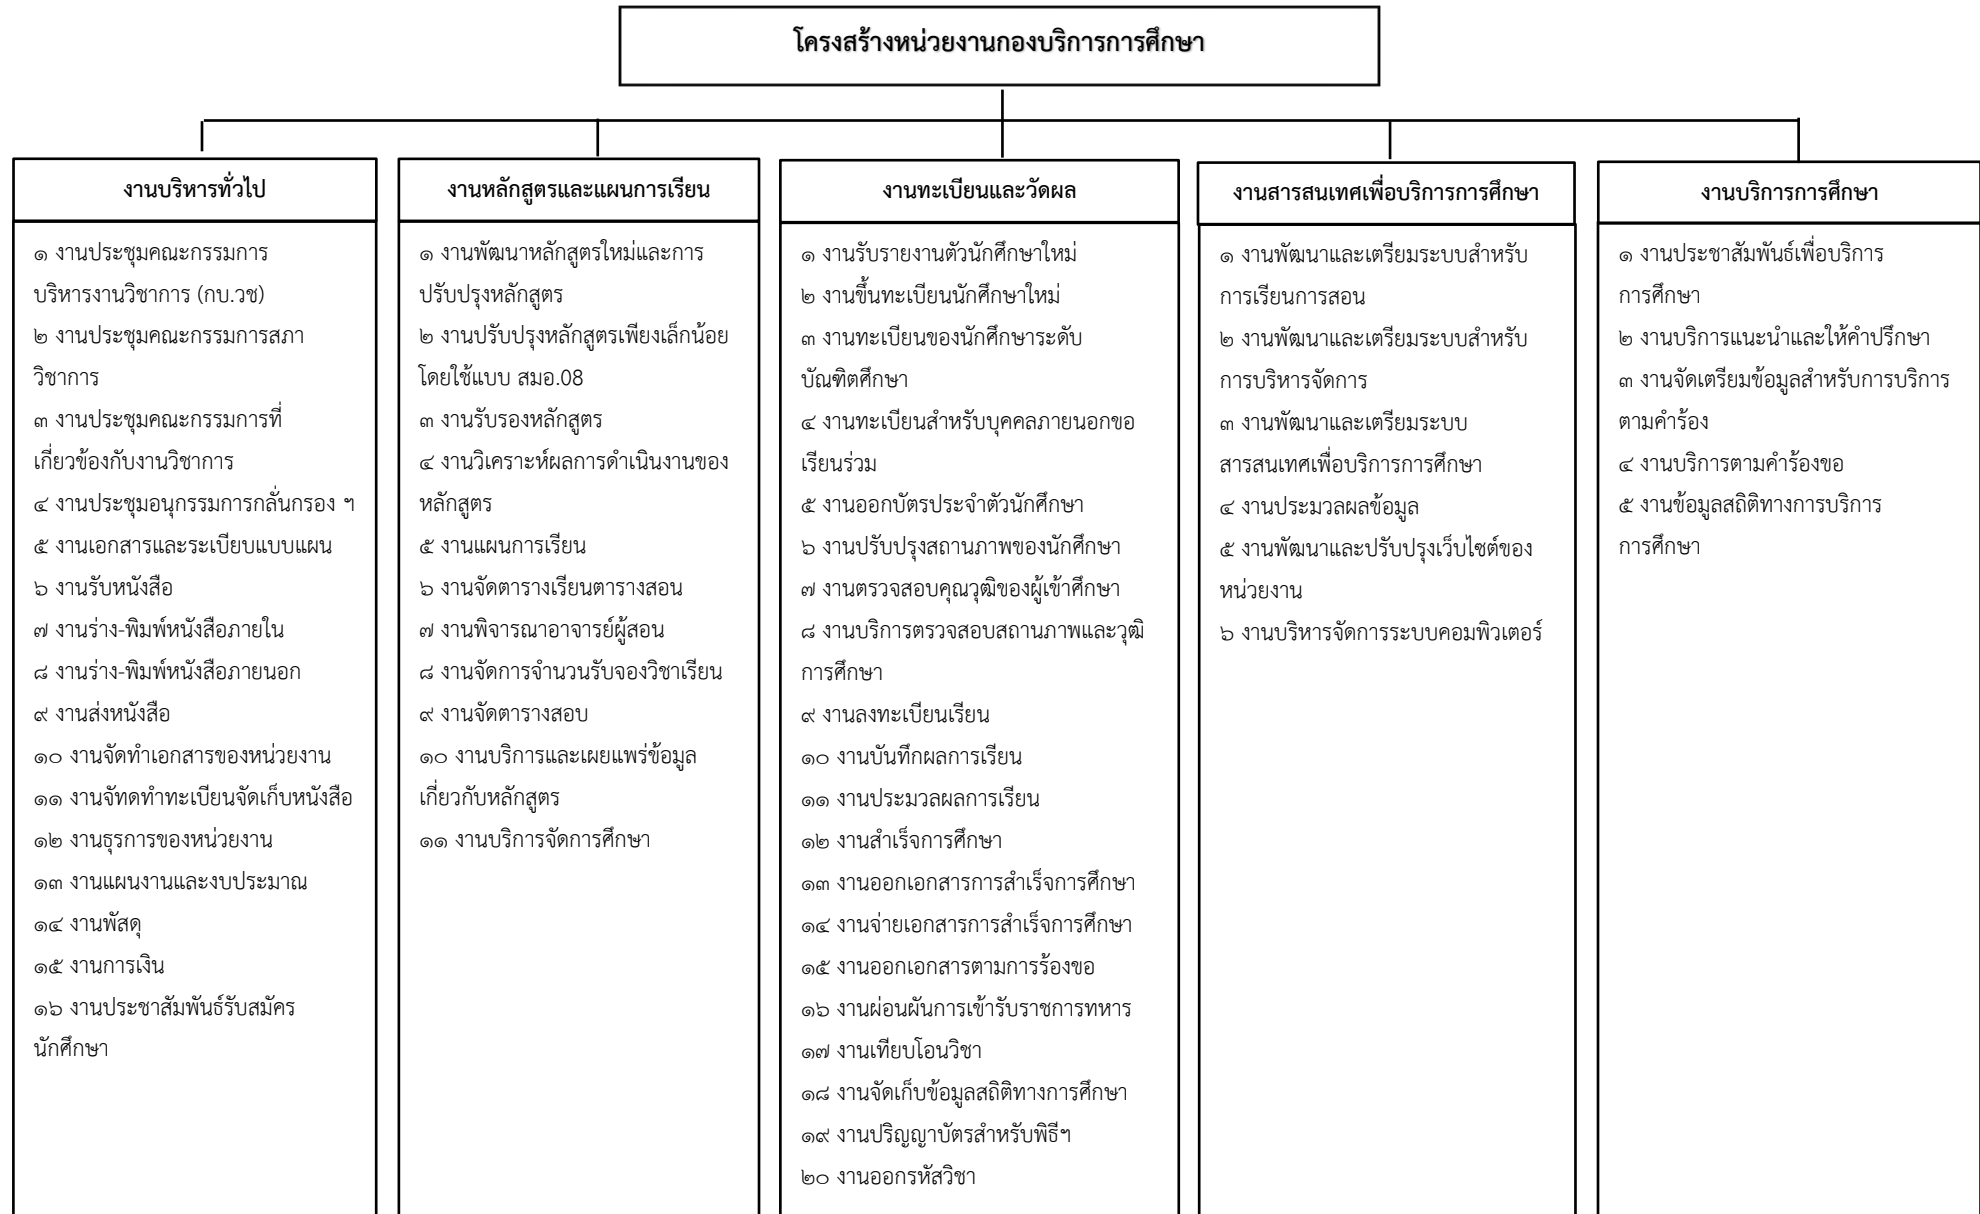 โครงสร้างหน่วยงานกองบริการการศึกษา
งานบริหารทั่วไป
๑ งานประชุมคณะกรรมการ
บริหารงานวิชาการ (กบ.วช)
๒ งานประชุมคณะกรรมการสภา
วิชาการ
๓ งานประชุมคณะกรรมการที่
เกี่ยวข้องกับงานวิชาการ
๔ งานประชุมอนุกรรมการกลั่นกรอง ฯ
๕ งานเอกสารและระเบียบแบบแผน
๖ งานรับหนังสือ
๗ งานร่าง-พิมพ์หนังสือภายใน
๘ งานร่าง-พิมพ์หนังสือภายนอก
๙ งานส่งหนังสือ
๑๐ งานจัดทำเอกสารของหน่วยงาน
๑๑ งานจัทดทำทะเบียนจัดเก็บหนังสือ
๑๒ งานธุรการของหน่วยงาน
๑๓ งานแผนงานและงบประมาณ
๑๔ งานพัสดุ
๑๕ งานการเงิน
๑๖ งานประชาสัมพันธ์รับสมัคร
นักศึกษา
งานหลักสูตรและแผนการเรียน
๑ งานพัฒนาหลักสูตรใหม่และการ
ปรับปรุงหลักสูตร
๒ งานปรับปรุงหลักสูตรเพียงเล็กน้อย
โดยใช้แบบ สมอ.08
๓ งานรับรองหลักสูตร
๔ งานวิเคราะห์ผลการดำเนินงานของ
หลักสูตร
๕ งานแผนการเรียน
๖ งานจัดตารางเรียนตารางสอน
๗ งานพิจารณาอาจารย์ผู้สอน
๘ งานจัดการจำนวนรับจองวิชาเรียน
๙ งานจัดตารางสอบ
๑๐ งานบริการและเผยแพร่ข้อมูล
เกี่ยวกับหลักสูตร
๑๑ งานบริการจัดการศึกษา
งานทะเบียนและวัดผล
๑ งานรับรายงานตัวนักศึกษาใหม่
๒ งานขึ้นทะเบียนนักศึกษาใหม่
๓ งานทะเบียนของนักศึกษาระดับ
บัณฑิตศึกษา
๔ งานทะเบียนสำหรับบุคคลภายนอกขอ
เรียนร่วม
๕ งานออกบัตรประจำตัวนักศึกษา
๖ งานปรับปรุงสถานภาพของนักศึกษา
๗ งานตรวจสอบคุณวุฒิของผู้เข้าศึกษา
๘ งานบริการตรวจสอบสถานภาพและวุฒิ
การศึกษา
๙ งานลงทะเบียนเรียน
๑๐ งานบันทึกผลการเรียน
๑๑ งานประมวลผลการเรียน
๑๒ งานสำเร็จการศึกษา
๑๓ งานออกเอกสารการสำเร็จการศึกษา
๑๔ งานจ่ายเอกสารการสำเร็จการศึกษา
๑๕ งานออกเอกสารตามการร้องขอ
๑๖ งานผ่อนผันการเข้ารับราชการทหาร
๑๗ งานเทียบโอนวิชา
๑๘ งานจัดเก็บข้อมูลสถิติทางการศึกษา
๑๙ งานปริญญาบัตรสำหรับพิธีฯ
๒๐ งานออกรหัสวิชา
งานสารสนเทศเพื่อบริการการศึกษา
๑ งานพัฒนาและเตรียมระบบสำหรับ
การเรียนการสอน
๒ งานพัฒนาและเตรียมระบบสำหรับ
การบริหารจัดการ
๓ งานพัฒนาและเตรียมระบบ
สารสนเทศเพื่อบริการการศึกษา
๔ งานประมวลผลข้อมูล
๕ งานพัฒนาและปรับปรุงเว็บไซต์ของ
หน่วยงาน
๖ งานบริหารจัดการระบบคอมพิวเตอร์
งานบริการการศึกษา
๑ งานประชาสัมพันธ์เพื่อบริการ
การศึกษา
๒ งานบริการแนะนำและให้คำปรึกษา
๓ งานจัดเตรียมข้อมูลสำหรับการบริการ
ตามคำร้อง
๔ งานบริการตามคำร้องขอ
๕ งานข้อมูลสถิติทางการบริการ
การศึกษา